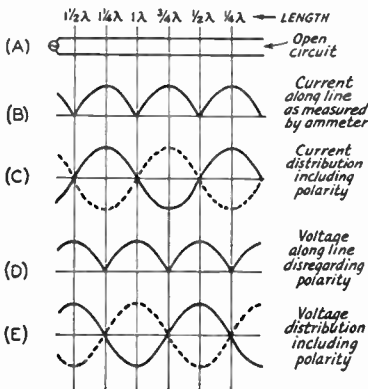 1½λ 1¼λ 1λ ¾λ ½λ ¼λ ← LENGTH
(A)
Open
circuit
(B)
Current
along line
as measured
by ammeter
(C)
Current
distribution
including
polarity
(D)
Voltage
along line
disregarding
polarity
(E)
Voltage
distribution
including
polarity